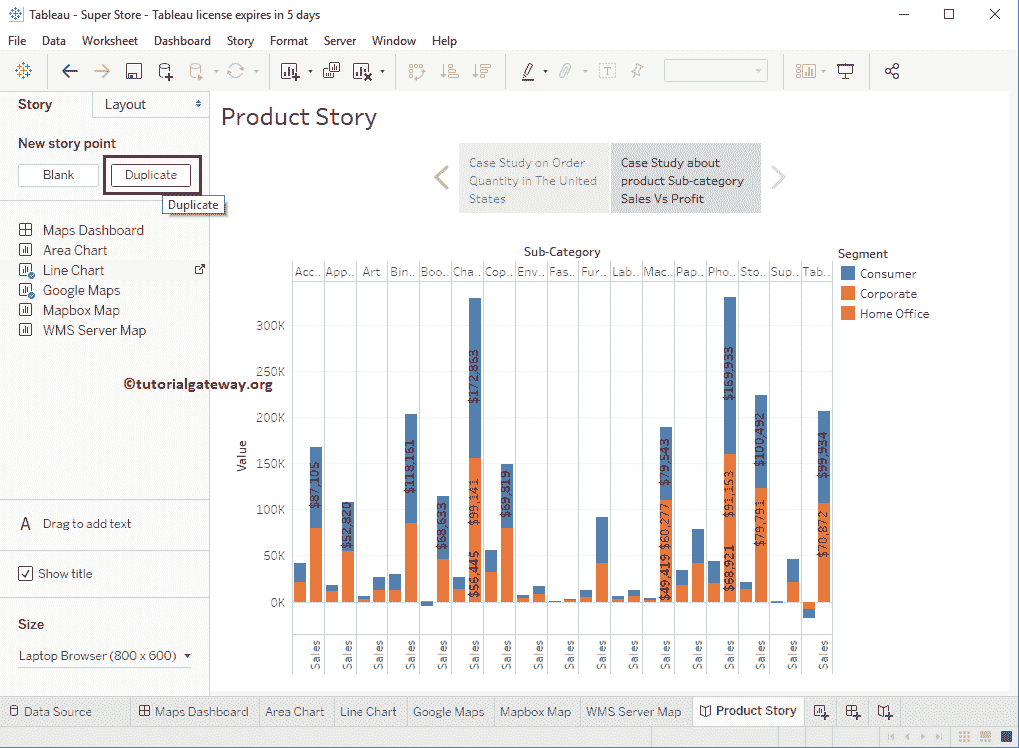 Tableau - Super Store - Tableau license expires in 5 days
File Data Worksheet Dashboard Story Format Server Window Help
Story Layout
New story point
Blank Duplicate
Duplicate
Maps Dashboard
Area Chart
Line Chart
Google Maps
Mapbox Map
WMS Server Map
©tutorialgateway.org
A Drag to add text
Show title
Size
Laptop Browser (800 x 600)
Product Story
Case Study on Order
Quantity in The United
States
Case Study about
product Sub-category
Sales Vs Profit
Sub-Category
Acc.. App.. Art Bin.. Boo.. Cha.. Cop.. Env.. Fas.. Fur.. Lab.. Mac.. Pap.. Pho.. Sto.. Sup.. Tab..
Value
300K
250K
200K
150K
100K
50K
0K
$87,105
$52,820
$118,161
$68,633
$172,863
$99,141
$56,445
$69,819
$79,543
$60,277
$49,419
$169,933
$91,153
$68,921
$100,492
$79,791
$99,934
$70,872
Sales Sales Sales Sales Sales Sales Sales Sales Sales Sales Sales Sales Sales Sales Sales Sales Sales
Segment
Consumer
Corporate
Home Office
Data Source Maps Dashboard Area Chart Line Chart Google Maps Mapbox Map WMS Server Map Product Story